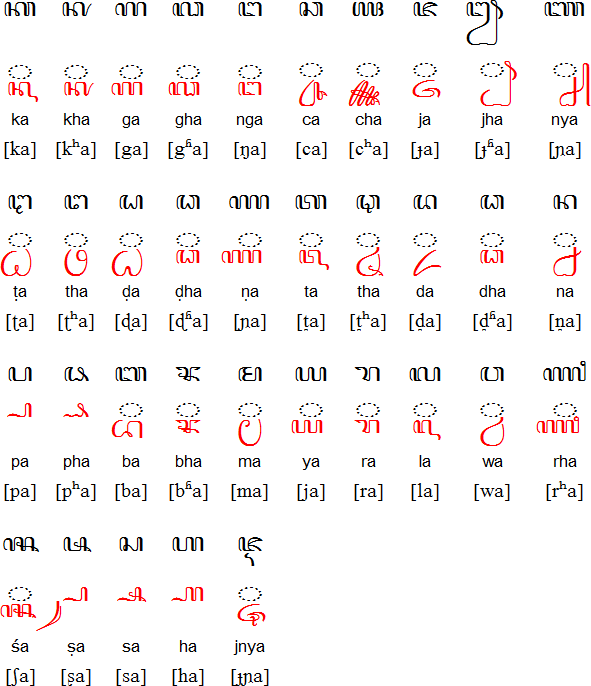 ꦏ ꦑ ꦒ ꦓ ꦔ ꦕ ꦖ ꦗ ꦙ ꦚ
◌꧀ꦏ ◌꧀ꦑ ◌꧀ꦒ ◌꧀ꦓ ◌꧀ꦔ ◌꧀ꦕ ◌꧀ꦖ ◌꧀ꦗ ◌꧀ꦙ ◌꧀ꦚ
ka kha ga gha nga ca cha ja jha nya
[ka] [kʰa] [ga] [gʱa] [ŋa] [ca] [cʰa] [ɟa] [ɟʱa] [ɲa]
ꦛ ꦜ ꦝ ꦞ ꦟ ꦠ ꦡ ꦢ ꦣ ꦤ
◌꧀ꦛ ◌꧀ꦜ ◌꧀ꦝ ◌꧀ꦞ ◌꧀ꦟ ◌꧀ꦠ ◌꧀ꦡ ◌꧀ꦢ ◌꧀ꦣ ◌꧀ꦤ
ṭa tha ḍa ḍha ṇa ta tha da dha na
[ʈa] [ʈʰa] [ɖa] [ɖʱa] [ɲa] [t̪a] [t̪ʰa] [d̪a] [d̪ʱa] [n̪a]
ꦥ ꦦ ꦧ ꦨ ꦩ ꦪ ꦫ ꦭ ꦮ ꦬ
◌꧀ꦥ ◌꧀ꦦ ◌꧀ꦧ ◌꧀ꦨ ◌꧀ꦩ ◌꧀ꦪ ◌꧀ꦫ ◌꧀ꦭ ◌꧀ꦮ ◌꧀ꦬ
pa pha ba bha ma ya ra la wa rha
[pa] [pʰa] [ba] [bʱa] [ma] [ja] [ra] [la] [wa] [rʰa]
ꦯ ꦰ ꦱ ꦲ ꦘ
◌꧀ꦯ ◌꧀ꦰ ◌꧀ꦱ ◌꧀ꦲ ◌꧀ꦘ
śa ṣa sa ha jnya
[ʃa] [ʂa] [sa] [ha] [ɟɲa]